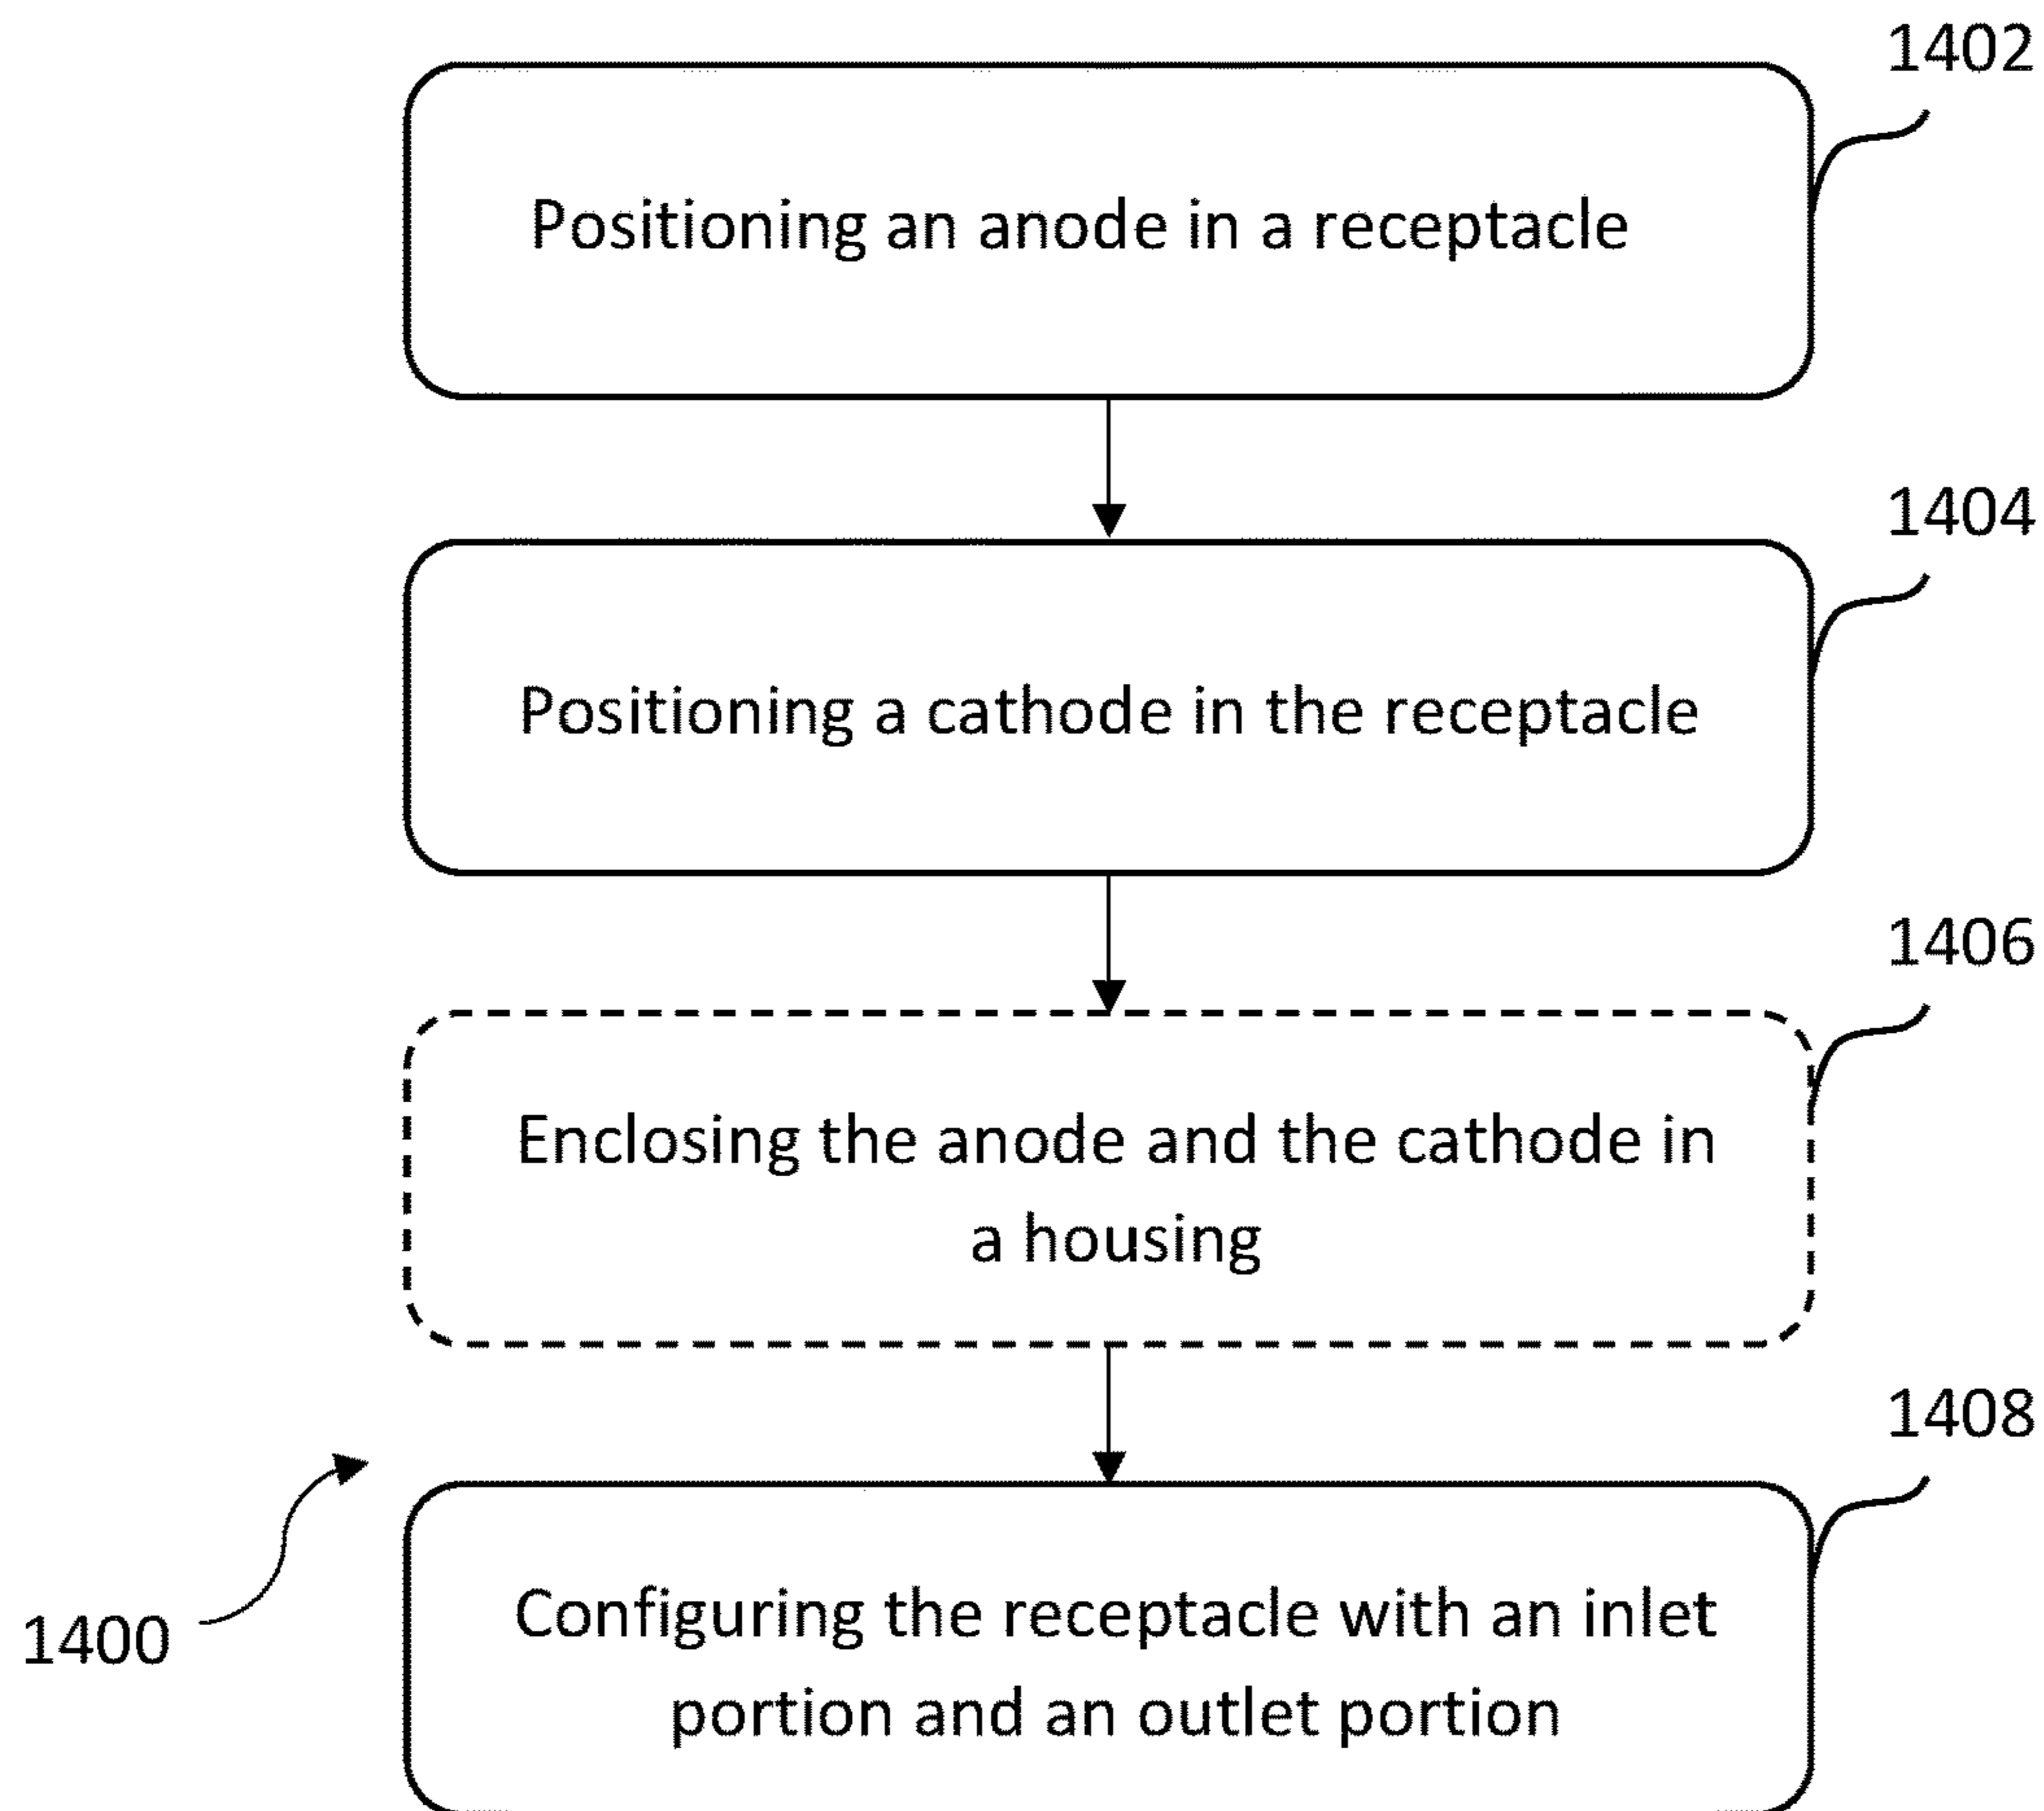 1402
Positioning an anode in a receptacle
1404
Positioning a cathode in the receptacle
1406
Enclosing the anode and the cathode in
a housing
1408
Configuring the receptacle with an inlet
portion and an outlet portion
1400